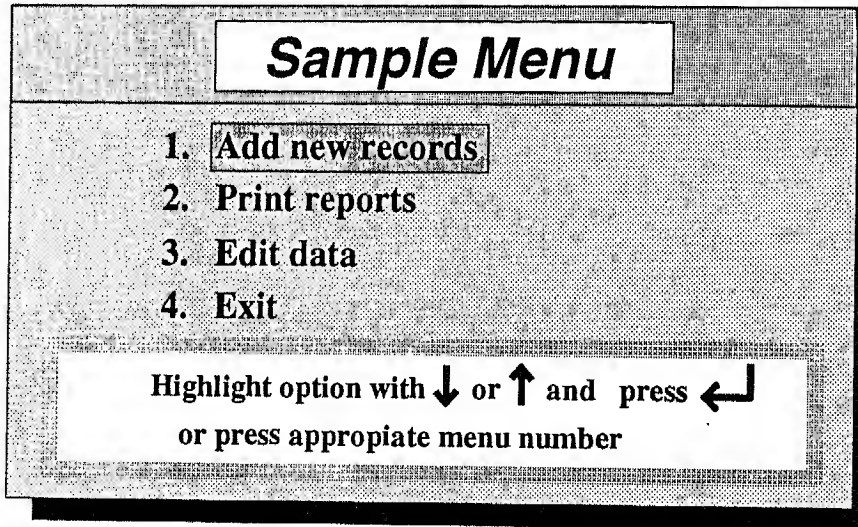 Sample Menu
1. Add new records
2. Print reports
3. Edit data
4. Exit
Highlight option with ↓ or ↑ and press ↵
or press appropiate menu number